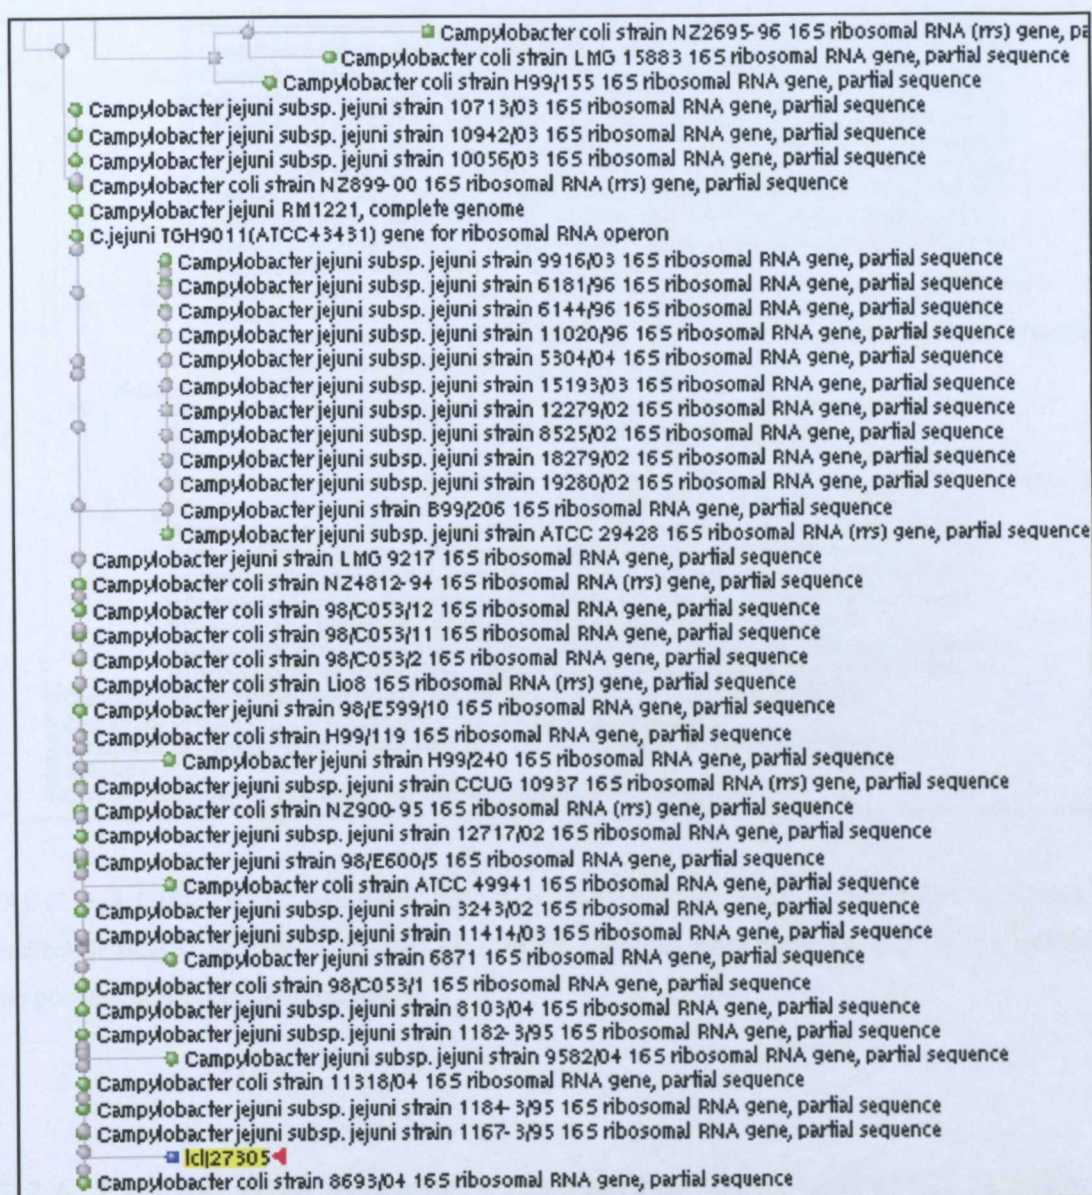 Campylobacter coli strain NZ2695-96 16S ribosomal RNA (rrs) gene, pa
Campylobacter coli strain LMG 15883 16S ribosomal RNA gene, partial sequence
Campylobacter coli strain H99/155 16S ribosomal RNA gene, partial sequence
Campylobacter jejuni subsp. jejuni strain 10713/03 16S ribosomal RNA gene, partial sequence
Campylobacter jejuni subsp. jejuni strain 10942/03 16S ribosomal RNA gene, partial sequence
Campylobacter jejuni subsp. jejuni strain 10056/03 16S ribosomal RNA gene, partial sequence
Campylobacter coli strain NZ899-00 16S ribosomal RNA (rrs) gene, partial sequence
Campylobacter jejuni RM1221, complete genome
C.jejuni TGH9011(ATCC43431) gene for ribosomal RNA operon
Campylobacter jejuni subsp. jejuni strain 9916/03 16S ribosomal RNA gene, partial sequence
Campylobacter jejuni subsp. jejuni strain 6181/96 16S ribosomal RNA gene, partial sequence
Campylobacter jejuni subsp. jejuni strain 6144/96 16S ribosomal RNA gene, partial sequence
Campylobacter jejuni subsp. jejuni strain 11020/96 16S ribosomal RNA gene, partial sequence
Campylobacter jejuni subsp. jejuni strain 5304/04 16S ribosomal RNA gene, partial sequence
Campylobacter jejuni subsp. jejuni strain 15193/03 16S ribosomal RNA gene, partial sequence
Campylobacter jejuni subsp. jejuni strain 12279/02 16S ribosomal RNA gene, partial sequence
Campylobacter jejuni subsp. jejuni strain 8525/02 16S ribosomal RNA gene, partial sequence
Campylobacter jejuni subsp. jejuni strain 18279/02 16S ribosomal RNA gene, partial sequence
Campylobacter jejuni subsp. jejuni strain 19280/02 16S ribosomal RNA gene, partial sequence
Campylobacter jejuni strain B99/206 16S ribosomal RNA gene, partial sequence
Campylobacter jejuni subsp. jejuni strain ATCC 29428 16S ribosomal RNA (rrs) gene, partial sequence
Campylobacter jejuni strain LMG 9217 16S ribosomal RNA gene, partial sequence
Campylobacter coli strain NZ4812-94 16S ribosomal RNA (rrs) gene, partial sequence
Campylobacter coli strain 98/C053/12 16S ribosomal RNA gene, partial sequence
Campylobacter coli strain 98/C053/11 16S ribosomal RNA gene, partial sequence
Campylobacter coli strain 98/C053/2 16S ribosomal RNA gene, partial sequence
Campylobacter coli strain Lio8 16S ribosomal RNA (rrs) gene, partial sequence
Campylobacter jejuni strain 98/E599/10 16S ribosomal RNA gene, partial sequence
Campylobacter coli strain H99/119 16S ribosomal RNA gene, partial sequence
Campylobacter jejuni strain H99/240 16S ribosomal RNA gene, partial sequence
Campylobacter jejuni subsp. jejuni strain CCUG 10937 16S ribosomal RNA (rrs) gene, partial sequence
Campylobacter coli strain NZ900-95 16S ribosomal RNA (rrs) gene, partial sequence
Campylobacter jejuni subsp. jejuni strain 12717/02 16S ribosomal RNA gene, partial sequence
Campylobacter jejuni strain 98/E600/5 16S ribosomal RNA gene, partial sequence
Campylobacter coli strain ATCC 49941 16S ribosomal RNA gene, partial sequence
Campylobacter jejuni subsp. jejuni strain 3243/02 16S ribosomal RNA gene, partial sequence
Campylobacter jejuni subsp. jejuni strain 11414/03 16S ribosomal RNA gene, partial sequence
Campylobacter jejuni strain 6871 16S ribosomal RNA gene, partial sequence
Campylobacter coli strain 98/C053/1 16S ribosomal RNA gene, partial sequence
Campylobacter jejuni subsp. jejuni strain 8103/04 16S ribosomal RNA gene, partial sequence
Campylobacter jejuni subsp. jejuni strain 1182-3/95 16S ribosomal RNA gene, partial sequence
Campylobacter jejuni subsp. jejuni strain 9582/04 16S ribosomal RNA gene, partial sequence
Campylobacter coli strain 11318/04 16S ribosomal RNA gene, partial sequence
Campylobacter jejuni subsp. jejuni strain 1184-3/95 16S ribosomal RNA gene, partial sequence
Campylobacter jejuni subsp. jejuni strain 1167-3/95 16S ribosomal RNA gene, partial sequence
lcl|27305
Campylobacter coli strain 8693/04 16S ribosomal RNA gene, partial sequence